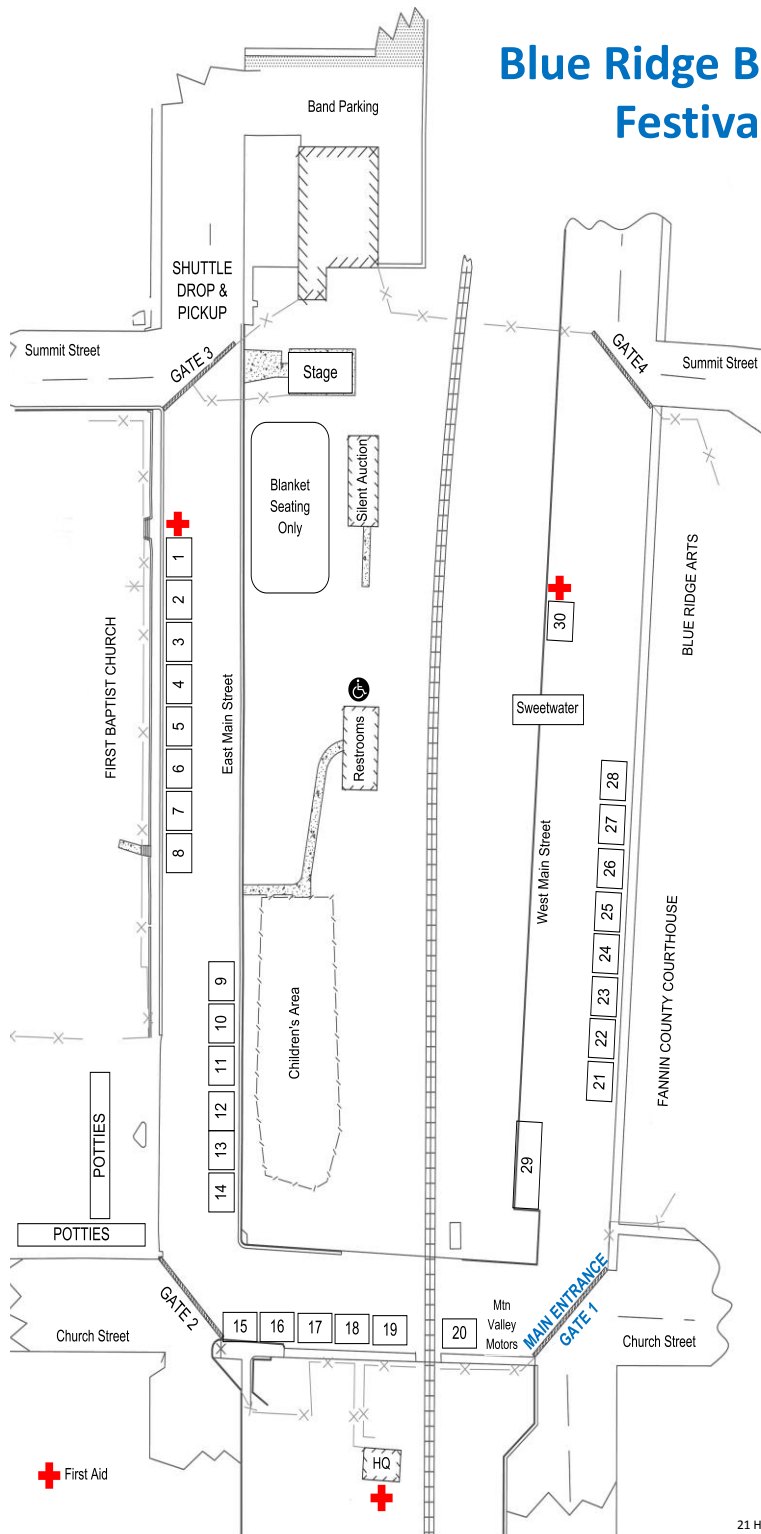 Blue Ridge B
Festiva
Band Parking
SHUTTLE
DROP &
PICKUP
Summit Street
GATE 3
Stage
GATE4
Summit Street
Blanket
Seating
Only
Silent Auction
1
2
3
4
5
6
7
8
FIRST BAPTIST CHURCH
East Main Street
Restrooms
30
Sweetwater
BLUE RIDGE ARTS
28
27
26
25
24
23
22
21
West Main Street
FANNIN COUNTY COURTHOUSE
9
10
11
12
13
14
Children's Area
29
POTTIES
POTTIES
GATE 2
Church Street
15
16
17
18
19
20
Mtn
Valley
Motors
MAIN ENTRANCE
GATE 1
Church Street
HQ
First Aid
21 H